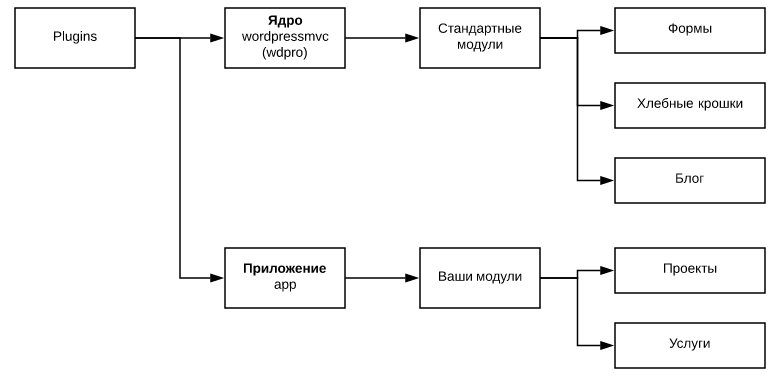 Plugins
Ядро
wordpressmvc
(wdpro)
Стандартные
модули
Формы
Хлебные крошки
Блог
Приложение
app
Ваши модули
Проекты
Услуги